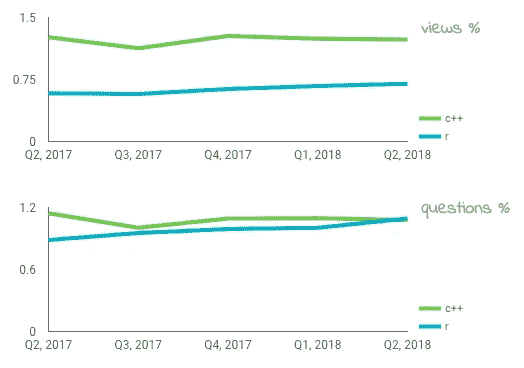 views %
1.5
0.75
0
Q2, 2017 Q3, 2017 Q4, 2017 Q1, 2018 Q2, 2018
c++
r
questions %
1.2
0.6
0
Q2, 2017 Q3, 2017 Q4, 2017 Q1, 2018 Q2, 2018
c++
r